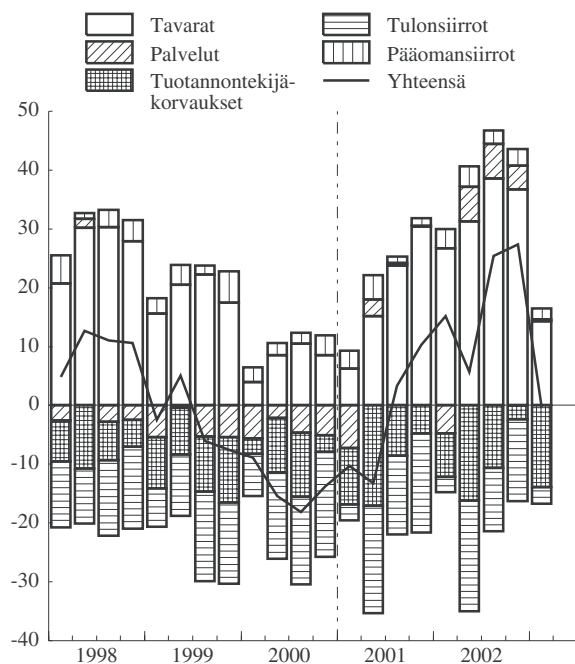 Tavarat
Palvelut
Tuotannontekijä-
korvaukset
Tulonsiirrot
Pääomansiirrot
Yhteensä
50
40
30
20
10
0
-10
-20
-30
-40
1998 1999 2000 2001 2002